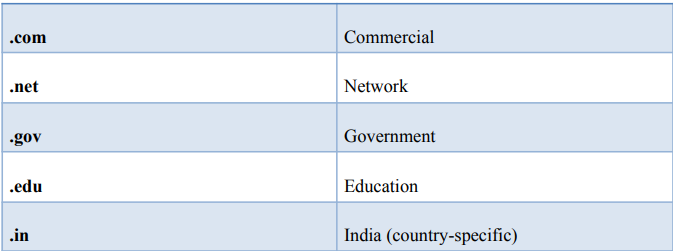 .com Commercial
.net Network
.gov Government
.edu Education
.in India (country-specific)